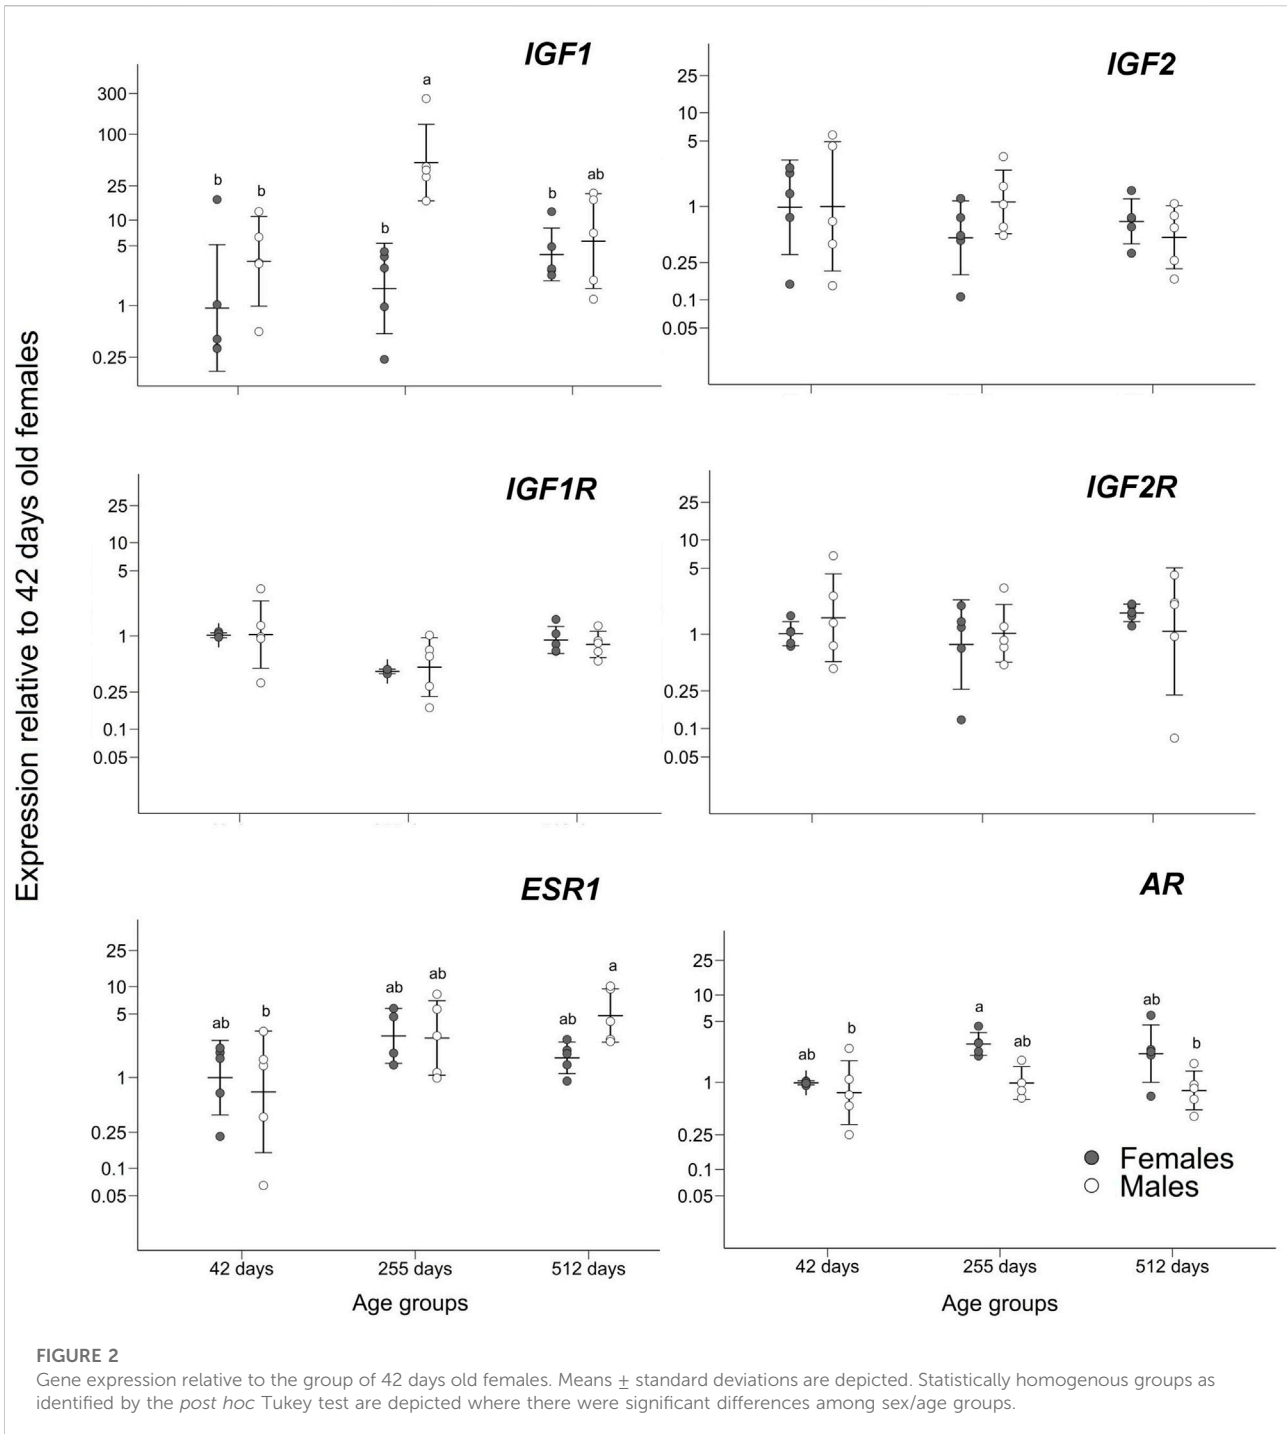 Expression relative to 42 days old females
IGF1
300
100
25
10
5
1
0.25
b
b
b
a
b
ab
IGF2
25
10
5
1
0.25
0.1
0.05
IGF1R
25
10
5
1
0.25
0.1
0.05
IGF2R
25
10
5
1
0.25
0.1
0.05
ESR1
25
10
5
1
0.25
0.1
0.05
ab
b
ab
ab
ab
a
42 days
255 days
512 days
Age groups
AR
25
10
5
1
0.25
0.1
0.05
ab
b
a
ab
ab
b
Females
Males
42 days
255 days
512 days
Age groups
FIGURE 2
Gene expression relative to the group of 42 days old females. Means ± standard deviations are depicted. Statistically homogenous groups as
identified by the post hoc Tukey test are depicted where there were significant differences among sex/age groups.